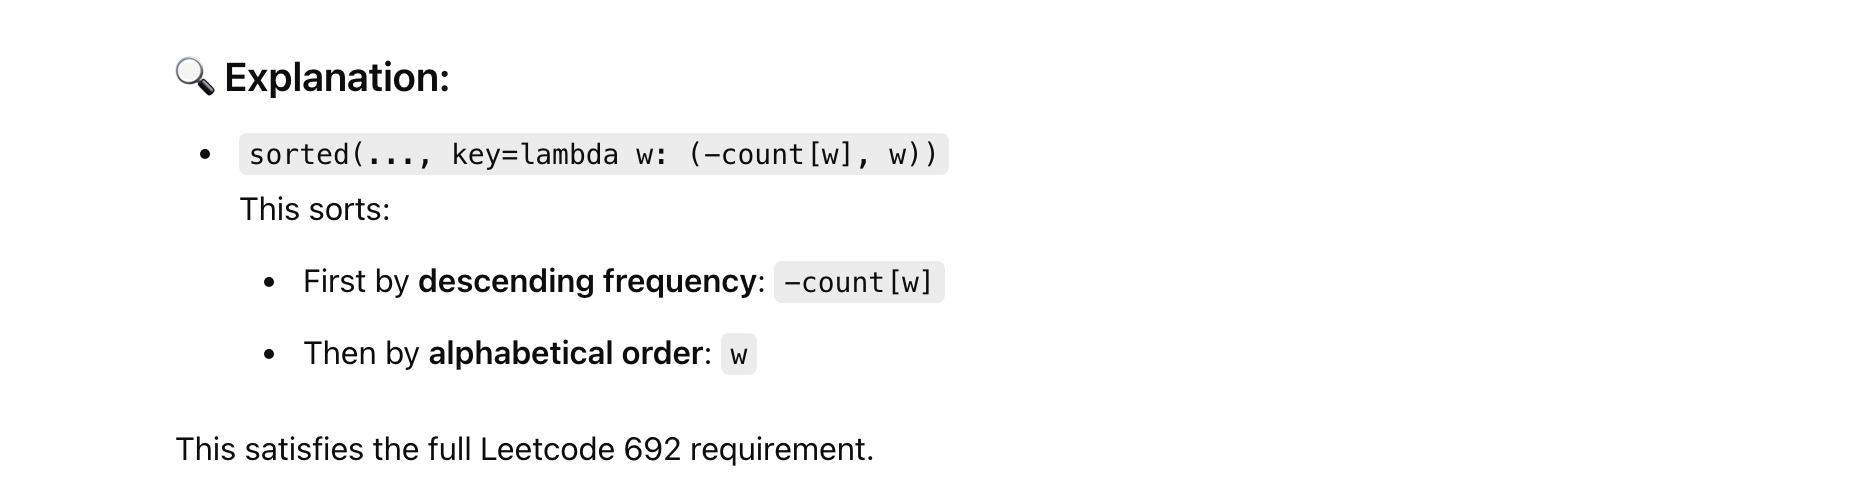 🔍 Explanation:
• sorted(..., key=lambda w: (-count[w], w))
This sorts:
• First by descending frequency: -count[w]
• Then by alphabetical order: w
This satisfies the full Leetcode 692 requirement.